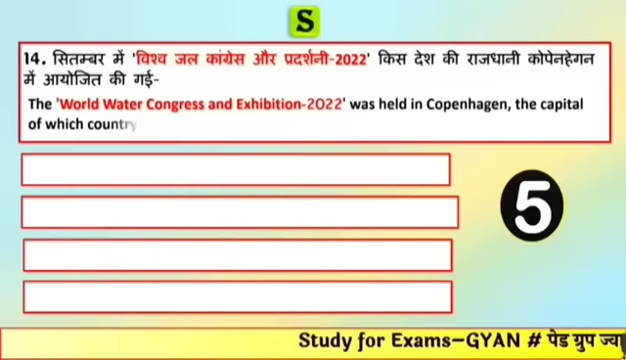 S
14. सितम्बर में 'विश्व जल कांग्रेस और प्रदर्शनी-2022' किस देश की राजधानी कोपेनहेगन
में आयोजित की गई-
The 'World Water Congress and Exhibition-2022' was held in Copenhagen, the capital
of which country
5
Study for Exams–GYAN # पेड ग्रुप